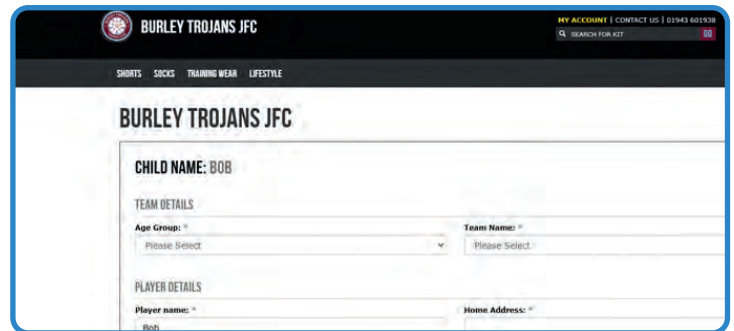 BURLEY TROJANS JFC
MY ACCOUNT | CONTACT US | 01943 601938
SEARCH FOR KIT GO
SHORTS SOCKS TRAINING WEAR LIFESTYLE
BURLEY TROJANS JFC
CHILD NAME: BOB
TEAM DETAILS
Age Group: * Team Name: *
Please Select Please Select
PLAYER DETAILS
Player name: * Home Address: *
Bob